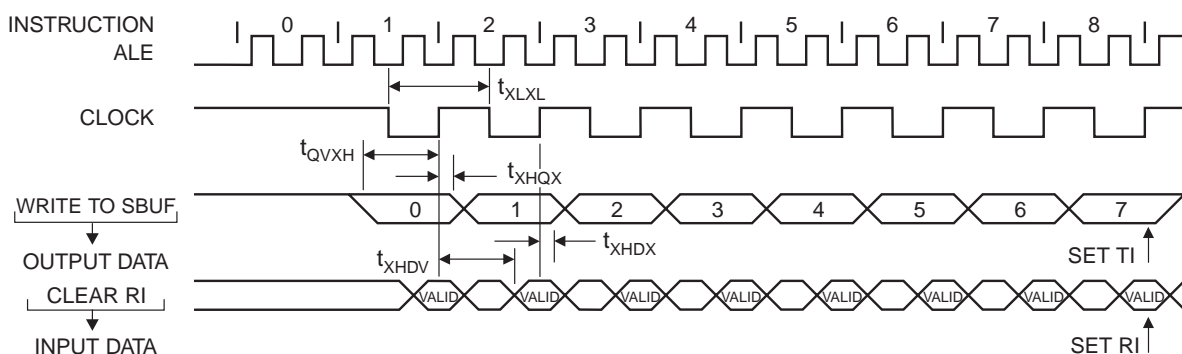 INSTRUCTION 0 1 2 3 4 5 6 7 8
ALE
tXLXL
CLOCK
tQVXH
tXHQX
WRITE TO SBUF 0 1 2 3 4 5 6 7
tXHDV tXHDX SET TI
OUTPUT DATA
CLEAR RI VALID VALID VALID VALID VALID VALID VALID VALID
INPUT DATA SET RI